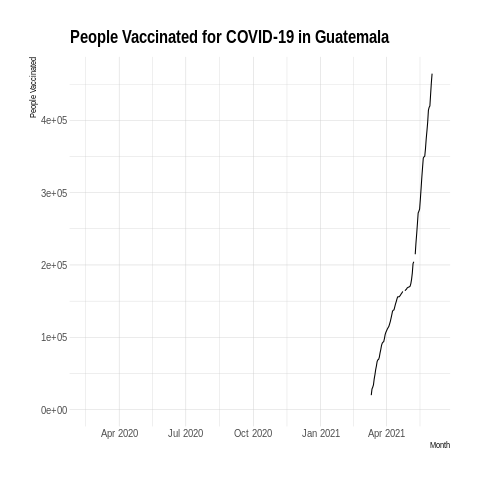 People Vaccinated for COVID-19 in Guatemala
People Vaccinated
4e+05
3e+05
2e+05
1e+05
0e+00
Apr 2020 Jul 2020 Oct 2020 Jan 2021 Apr 2021
Month